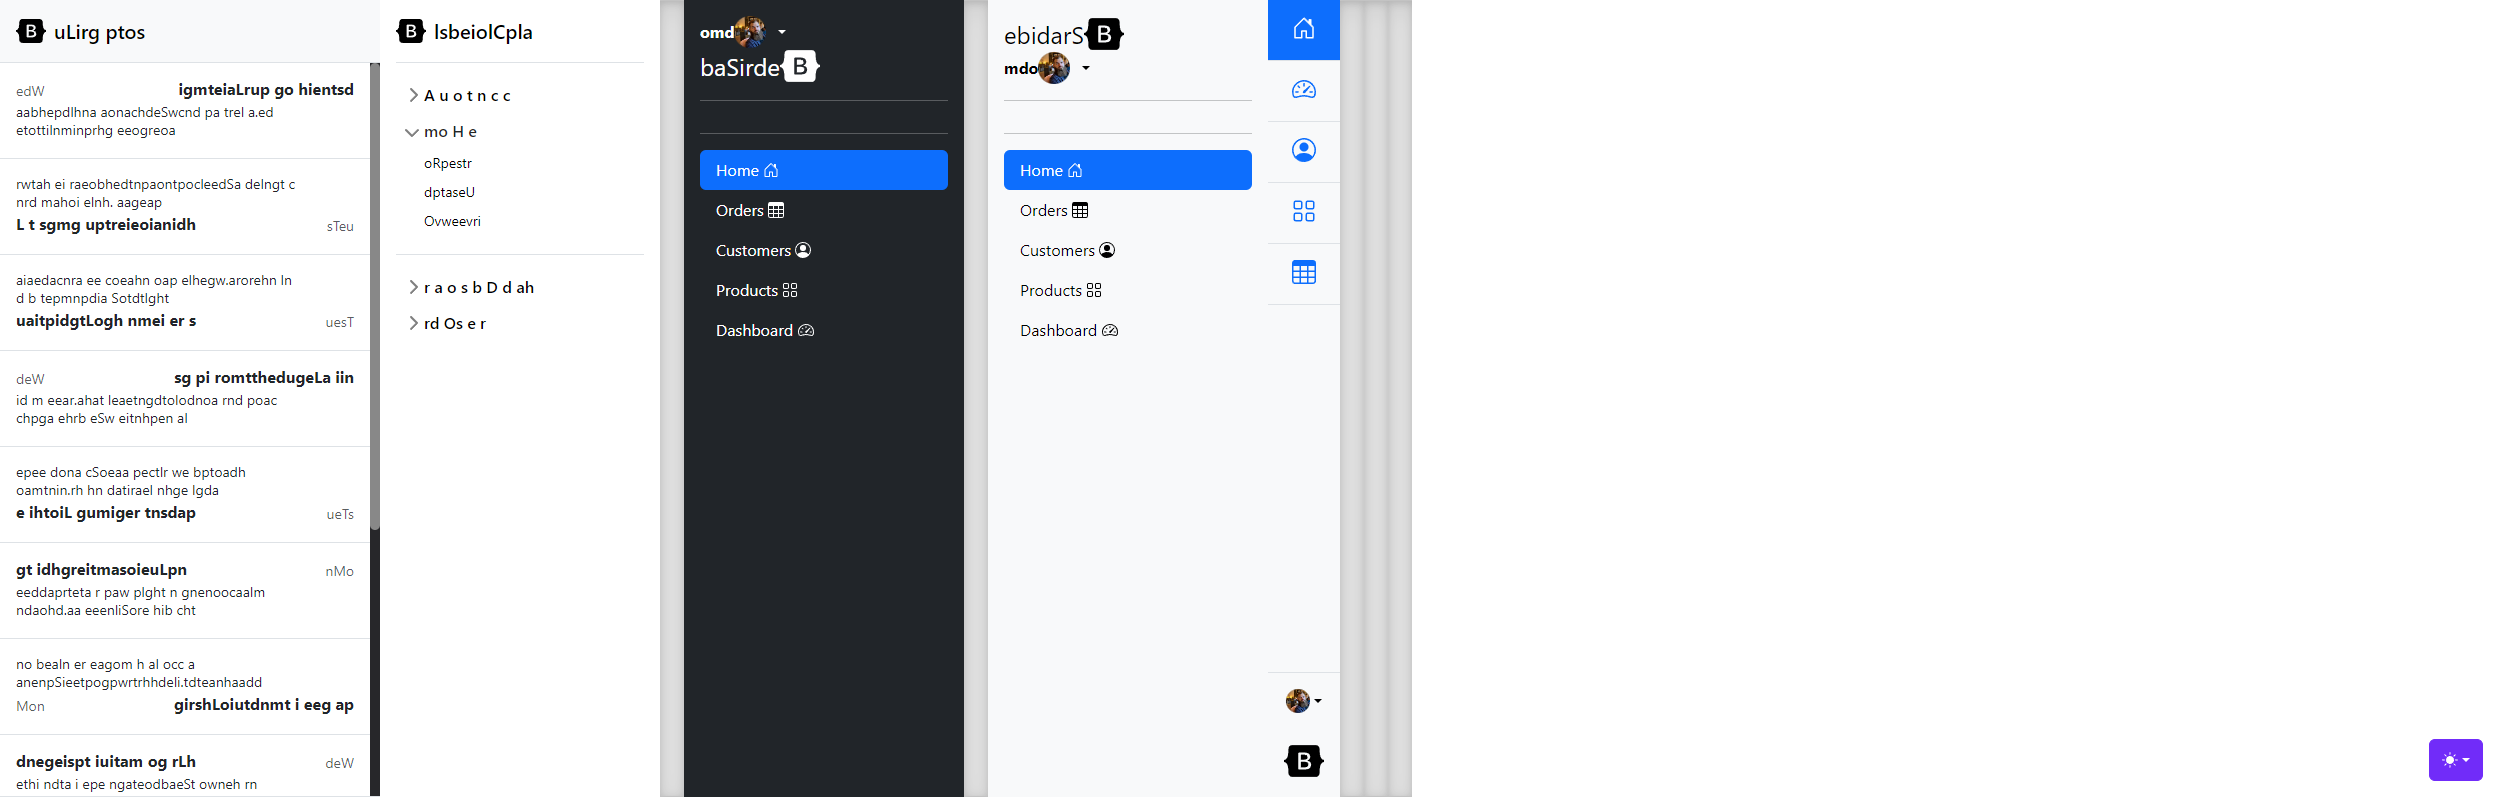 uLirg ptos
edW igmteiaLrup go hientsd
aabhepdlhna aonachdeSwcnd pa trel a.ed
etottilnminprhg eeogreoa
rwtah ei raeobhedtnpaontpocleedSa delngt c
nrd mahoi elnh. aageap
L t sgmg uptreieoianidh sTeu
aiaedacnra ee coeahn oap elhegw.arorehn ln
d b tepmnpdia Sotdtlght
uaitpidgtLogh nmei er s uesT
deW sg pi romtthedugeLa iin
id m eear.ahat leaetngdtolodnoa rnd poac
chpga ehrb eSw eitnhpen al
epee dona cSoeaa pectlr we bptoadh
oamtnin.rh hn datirael nhge lgda
e ihtoiL gumiger tnsdap ueTs
gt idhgreitmasoieuLpn nMo
eeddaprteta r paw plght n gnenoocaalm
ndaohd.aa eeenliSore hib cht
no bealn er eagom h al occ a
anenpSieetpogpwrtrhhdeli.tdteanhaadd
Mon girshLoiutdnmt i eeg ap
dnegeispt iuitam og rLh deW
ethi ndta i epe ngateodbaeSt owneh rn
lsbeiolCpla
A u o t n c c
mo H e
oRpestr
dptaseU
Ovweevri
r a o s b D d ah
rd Os e r
omd
baSirde
Home
Orders
Customers
Products
Dashboard
ebidarS
mdo
Home
Orders
Customers
Products
Dashboard